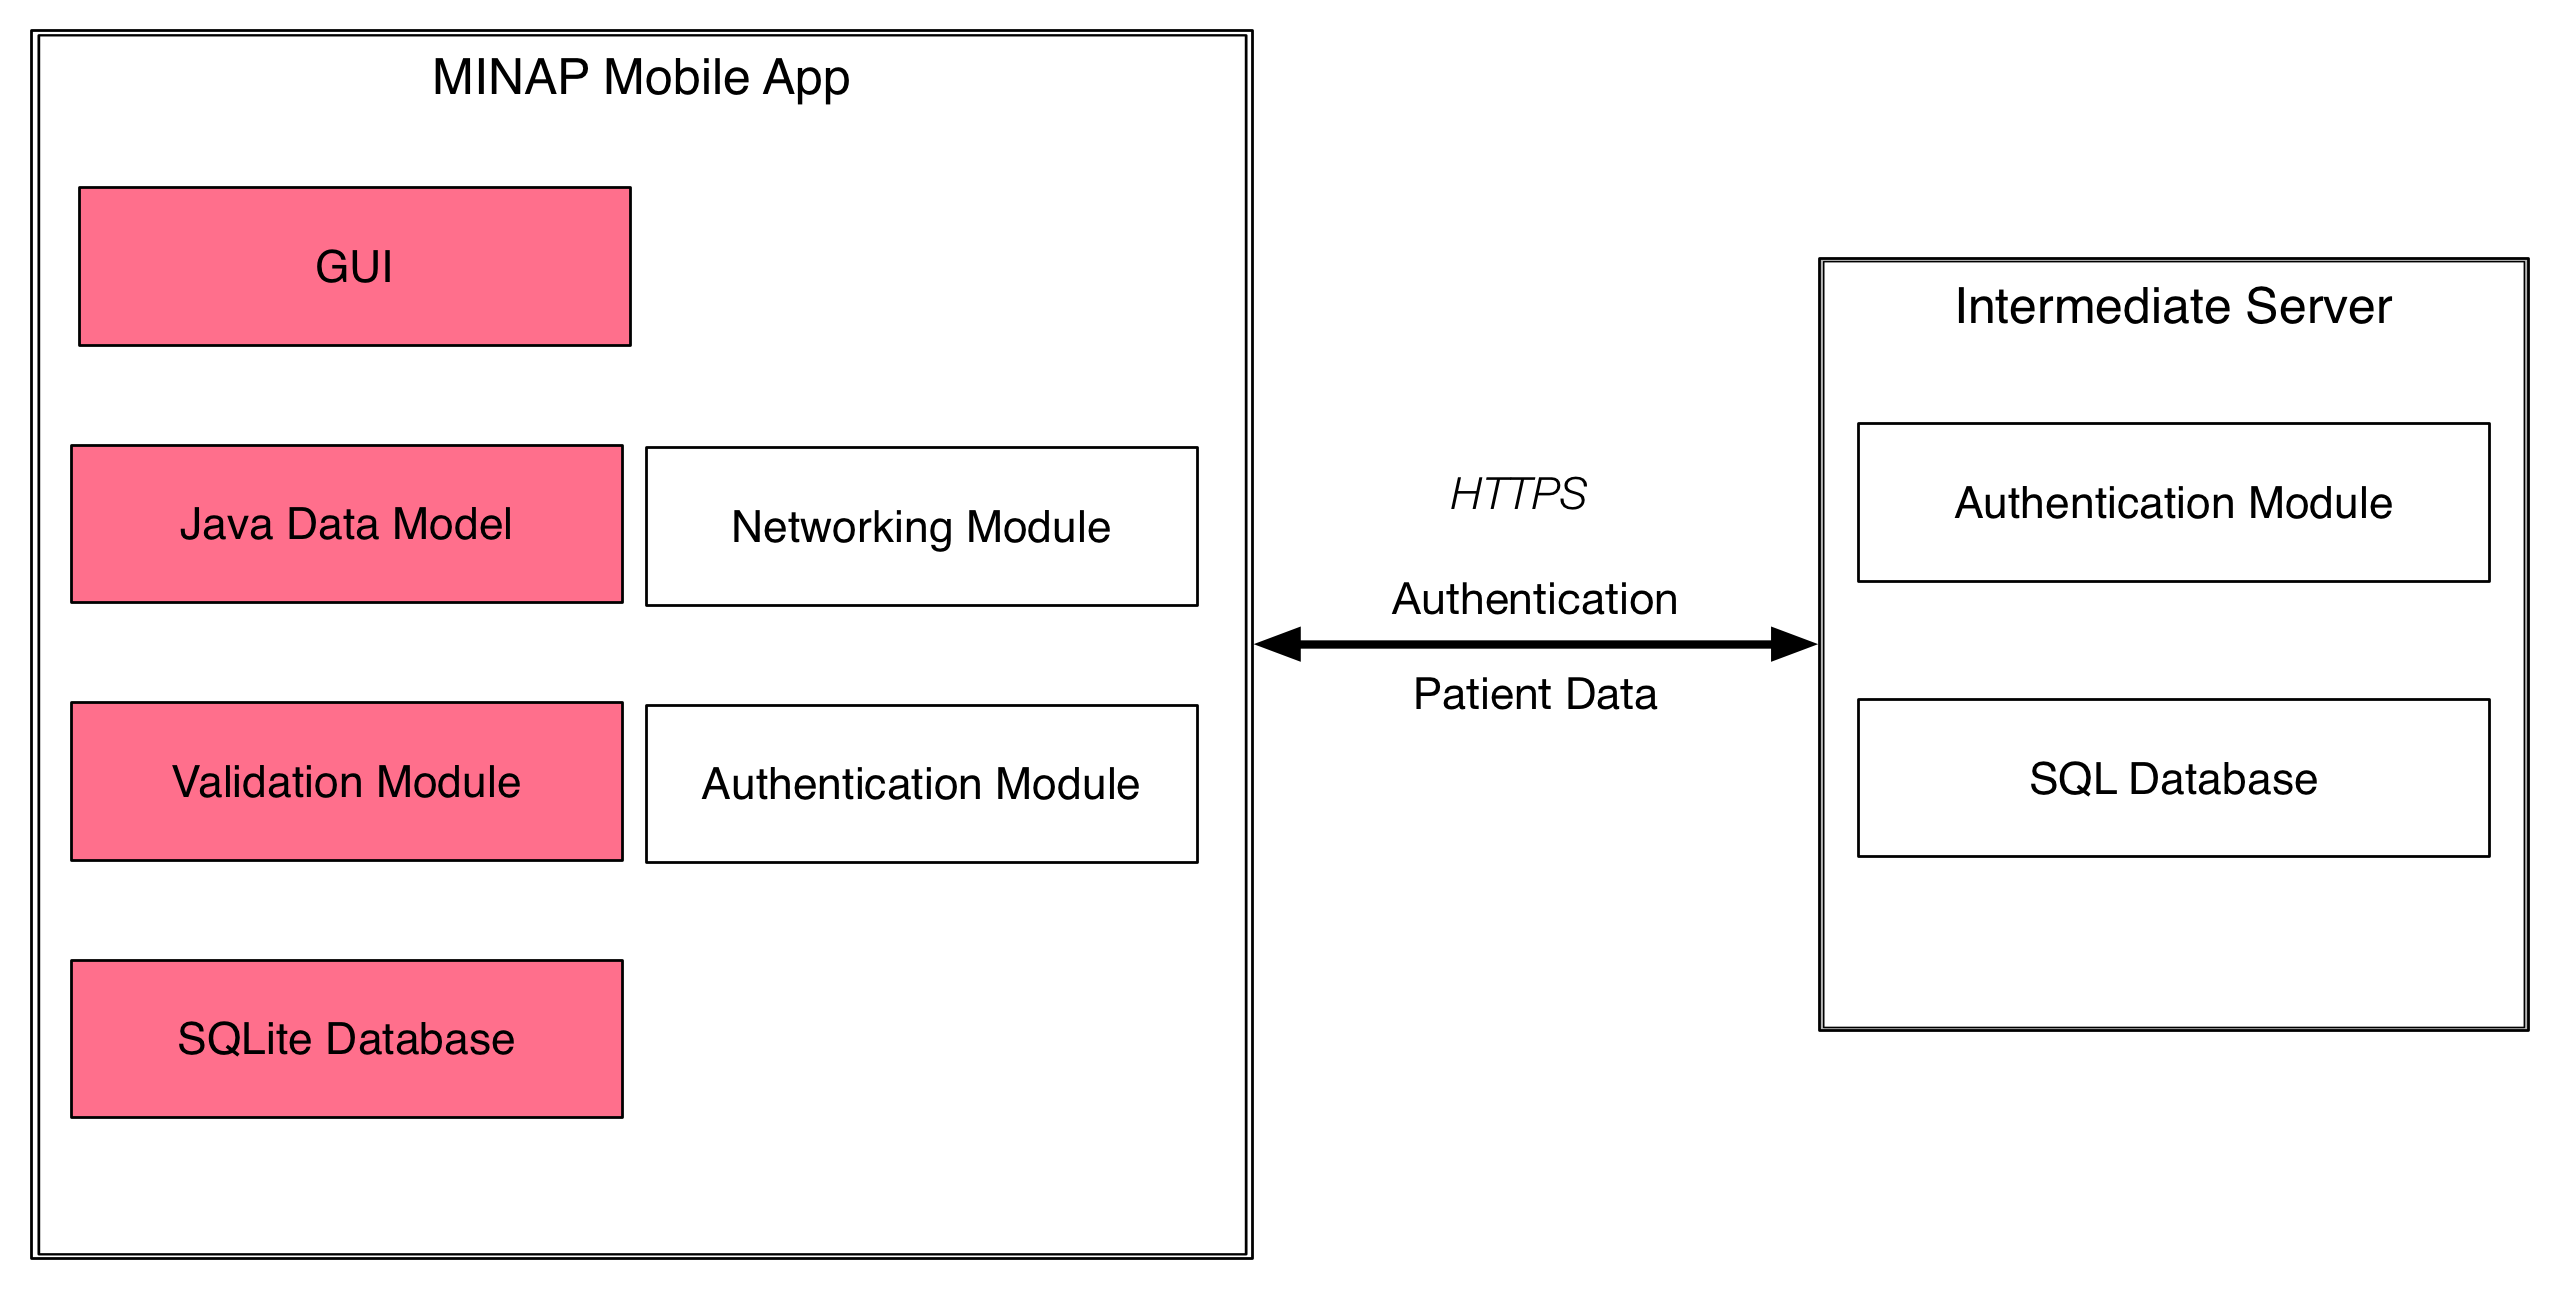 MINAP Mobile App
GUI
Java Data Model
Networking Module
Validation Module
Authentication Module
SQLite Database
HTTPS
Authentication
Patient Data
Intermediate Server
Authentication Module
SQL Database